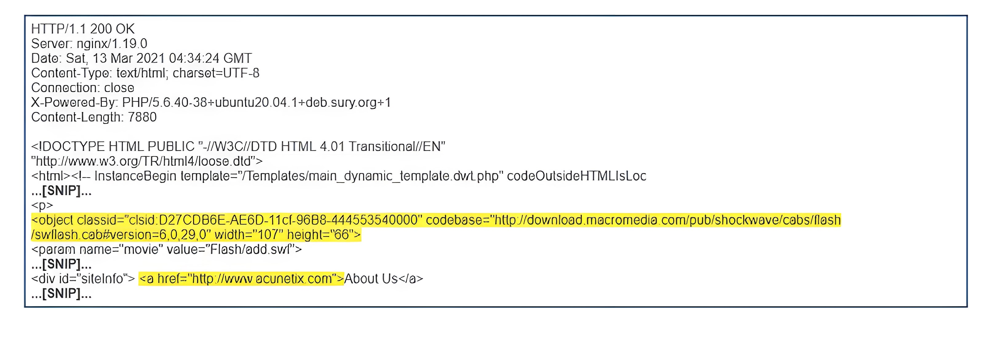 HTTP/1.1 200 OK
Server: nginx/1.19.0
Date: Sat, 13 Mar 2021 04:34:24 GMT
Content-Type: text/html; charset=UTF-8
Connection: close
X-Powered-By: PHP/5.6.40-38+ubuntu20.04.1+deb.sury.org+1
Content-Length: 7880
<!DOCTYPE HTML PUBLIC "-//W3C//DTD HTML 4.01 Transitional//EN"
"http://www.w3.org/TR/html4/loose.dtd">
<html><!-- InstanceBegin template="/Templates/main_dynamic_template.dwt.php" codeOutsideHTMLIsLoc
...[SNIP]...
<p>
<object classid="clsid:D27CDB6E-AE6D-11cf-96B8-444553540000" codebase="http://download.macromedia.com/pub/shockwave/cabs/flash
/swflash.cab#version=6,0,29,0" width="107" height="66">
<param name="movie" value="Flash/add.swf">
...[SNIP]...
<div id="siteInfo"> <a href="http://www.acunetix.com">About Us</a>
...[SNIP]...